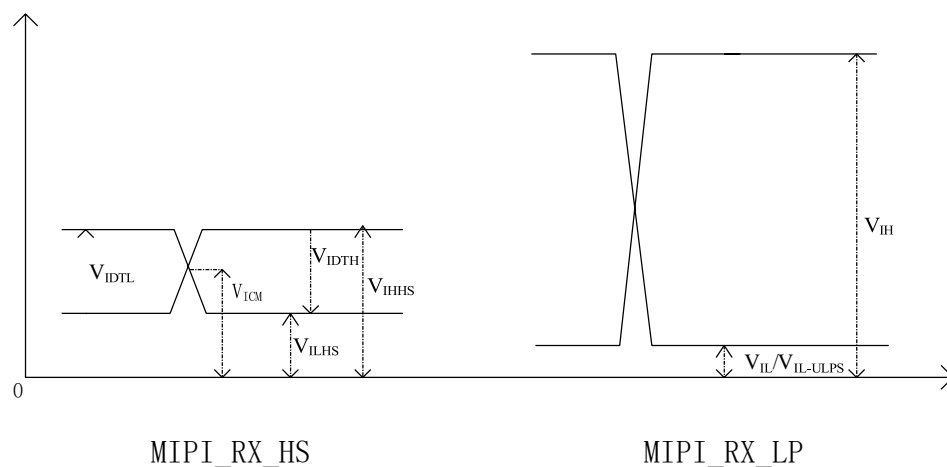 V_IDTL
V_ICM
V_IDTH
V_IHHS
V_ILHS
V_IH
V_IL/V_IL-ULPS
0
MIPI_RX_HS
MIPI_RX_LP